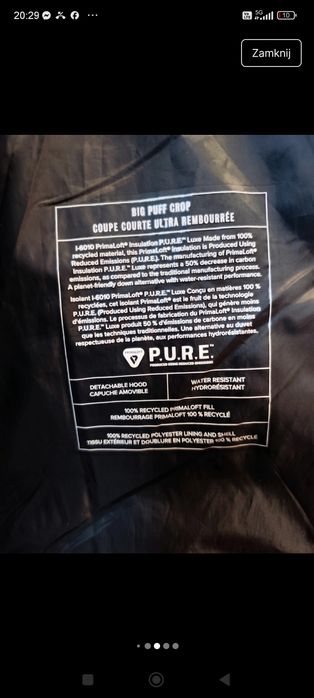 20:29
5G
10
Zamknij
BIG PUFF CROP
COUPE COURTE ULTRA REMBOURRÉE
I-6010 PrimaLoft® Insulation P.U.R.E.™ Luxe Made from 100%
recycled material, this PrimaLoft® Insulation is Produced Using
Reduced Emissions (P.U.R.E.). The manufacturing of PrimaLoft®
Insulation P.U.R.E.™ Luxe represents a 50% decrease in carbon
emissions, as compared to the traditional manufacturing process.
A planet-friendly down alternative with water-resistant performance.
Isolant I-6010 PrimaLoft® P.U.R.E.™ Luxe Conçu en matières 100 %
recyclées, cet isolant PrimaLoft® est le fruit de la technologie
P.U.R.E. (Produced Using Reduced Emissions), qui génère moins
d'émissions. Le processus de fabrication du PrimaLoft® Insulation
P.U.R.E.™ Luxe produit 50 % d'émissions de carbone en moins
que les techniques traditionnelles. Une alternative au duvet
respectueuse de la planète, aux performances hydrorésistantes.
P.U.R.E.™
PRODUCED USING REDUCED EMISSIONS
DETACHABLE HOOD
CAPUCHE AMOVIBLE
WATER RESISTANT
HYDRORÉSISTANT
100% RECYCLED PRIMALOFT FILL
REMBOURRAGE PRIMALOFT 100 % RECYCLÉ
100% RECYCLED POLYESTER LINING AND SHELL
TISSU EXTÉRIEUR ET DOUBLURE EN POLYESTER 100 % RECYCLÉ